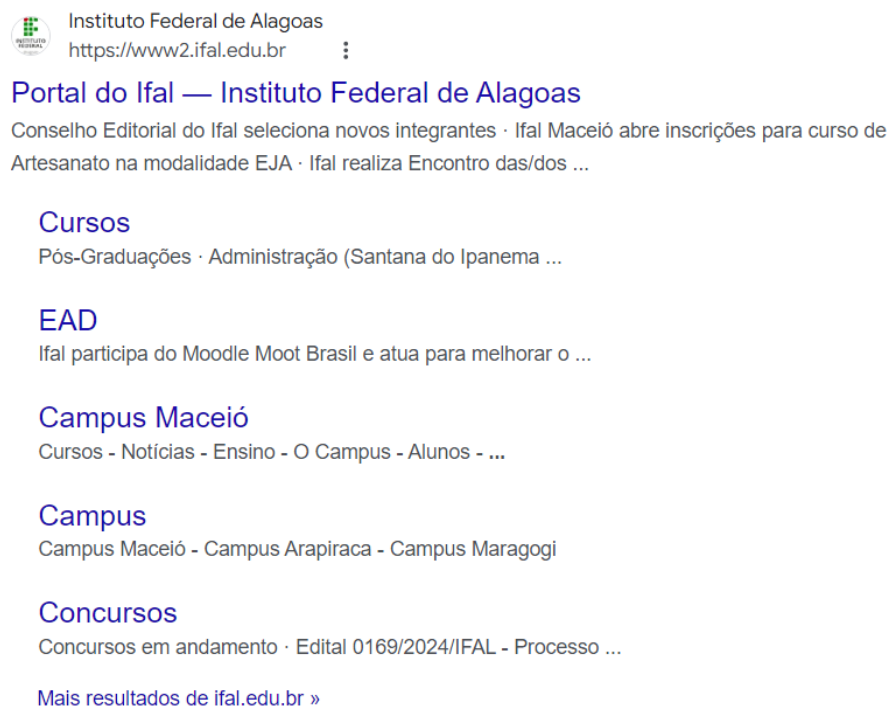 Instituto Federal de Alagoas
https://www2.ifal.edu.br
Portal do Ifal — Instituto Federal de Alagoas
Conselho Editorial do Ifal seleciona novos integrantes · Ifal Maceió abre inscrições para curso de
Artesanato na modalidade EJA · Ifal realiza Encontro das/dos ...
Cursos
Pós-Graduações · Administração (Santana do Ipanema ...
EAD
Ifal participa do Moodle Moot Brasil e atua para melhorar o ...
Campus Maceió
Cursos - Notícias - Ensino - O Campus - Alunos - ...
Campus
Campus Maceió - Campus Arapiraca - Campus Maragogi
Concursos
Concursos em andamento · Edital 0169/2024/IFAL - Processo ...
Mais resultados de ifal.edu.br »